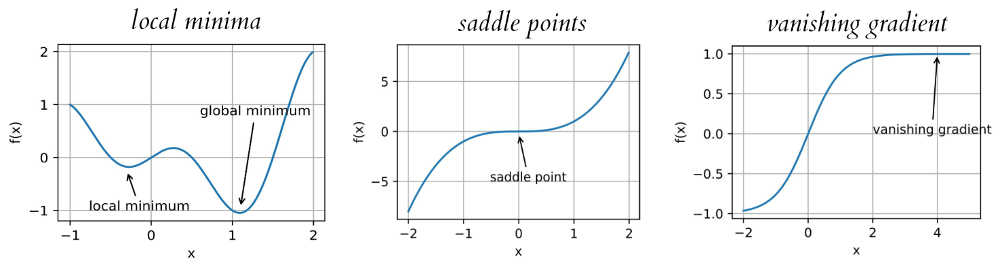 local minima
2
1
0
−1
f(x)
global minimum
local minimum
−1 0 1 2
x
saddle points
5
0
−5
f(x)
saddle point
−2 −1 0 1 2
x
vanishing gradient
1.0
0.5
0.0
−0.5
−1.0
f(x)
vanishing gradient
−2 0 2 4
x